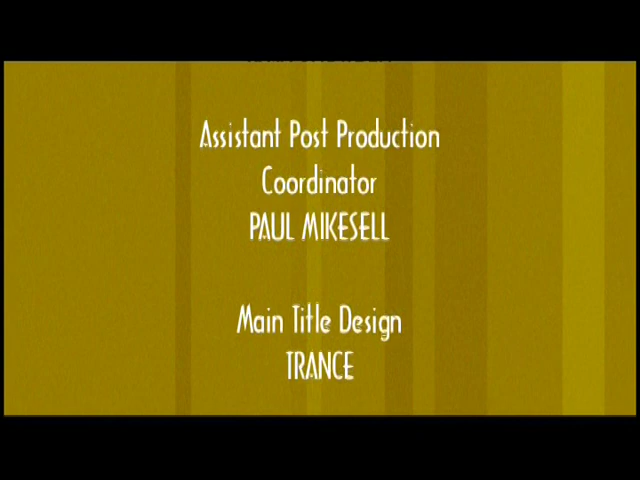 Assistant Post Production
Coordinator
PAUL MIKESELL
Main Title Design
TRANCE